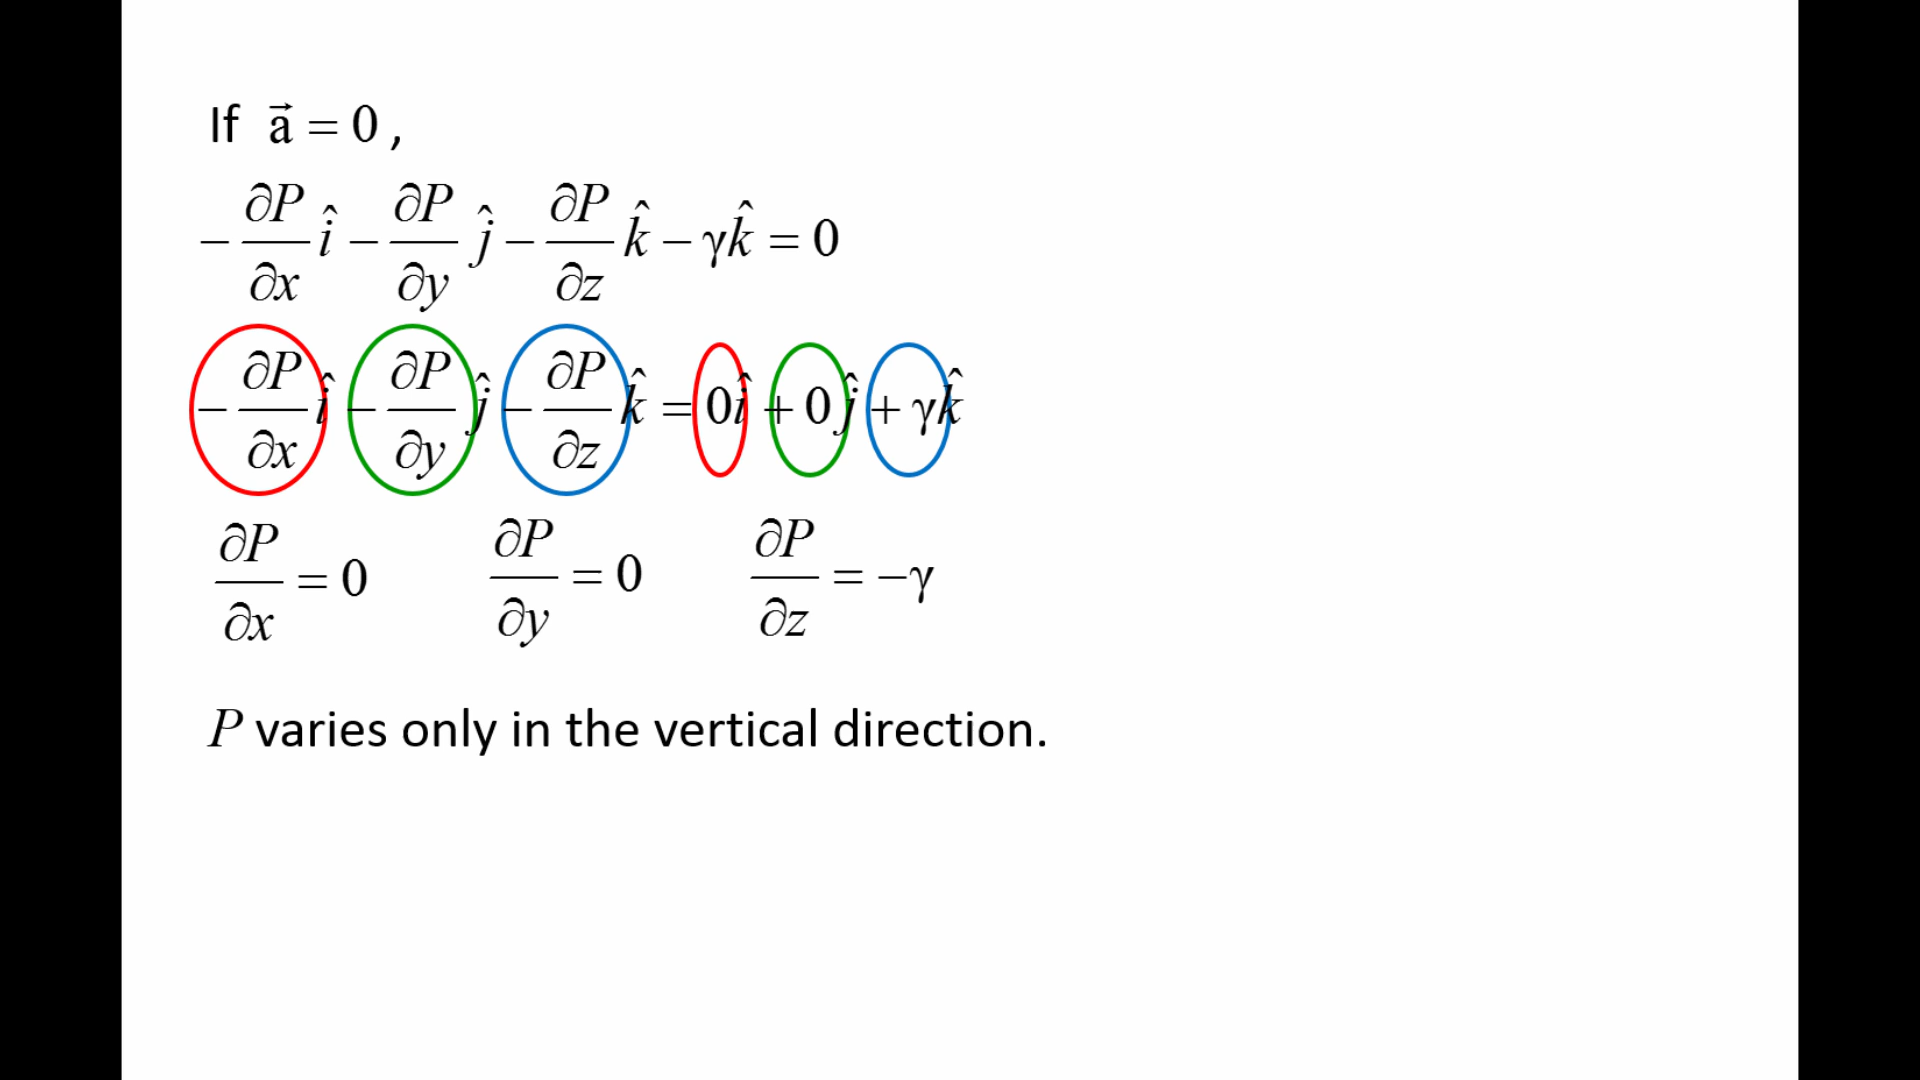 If a⃗ = 0 ,
−∂P/∂x î − ∂P/∂y ĵ − ∂P/∂z k̂ − γk̂ = 0
−∂P/∂x î − ∂P/∂y ĵ − ∂P/∂z k̂ = 0î + 0ĵ + γk̂
∂P/∂x = 0 ∂P/∂y = 0 ∂P/∂z = −γ
P varies only in the vertical direction.